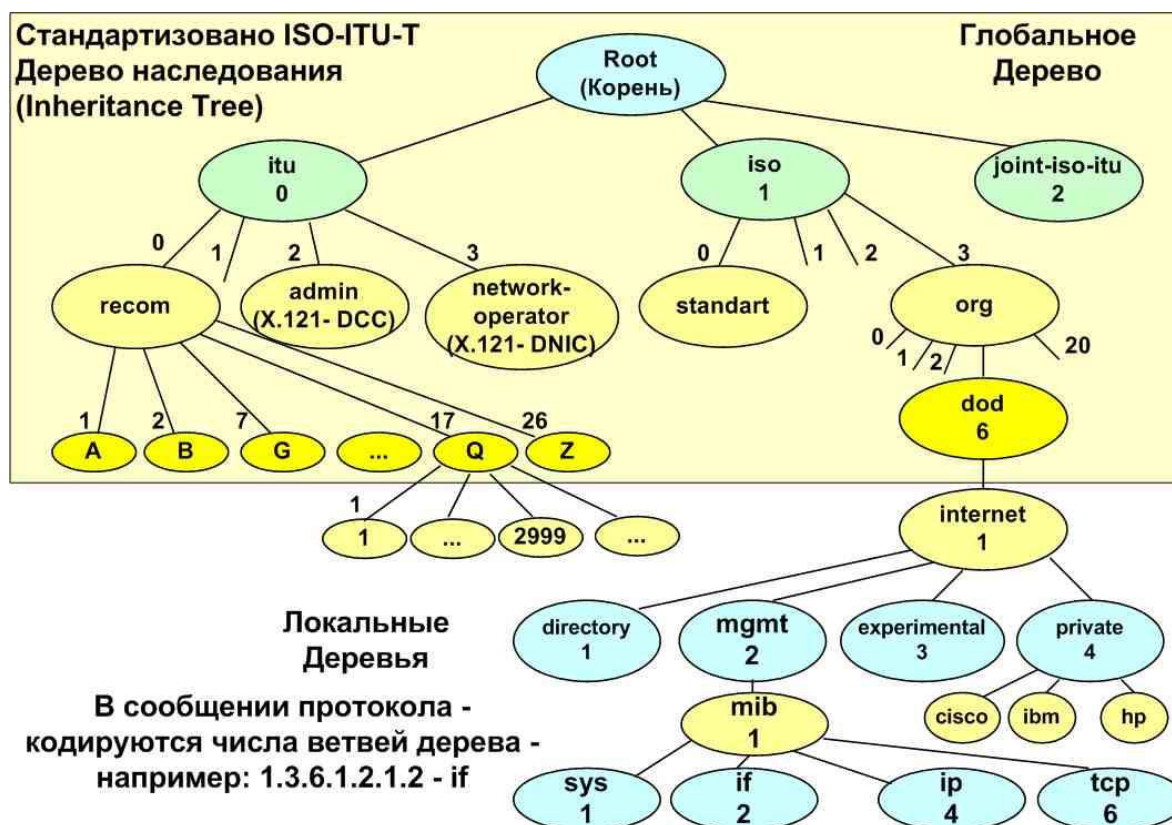 Стандартизовано ISO-ITU-T
Дерево наследования
(Inheritance Tree)
Глобальное
Дерево
Root
(Корень)
itu
0
iso
1
joint-iso-itu
2
0
1
2
3
0
1
2
3
recom
admin
(X.121- DCC)
network-
operator
(X.121- DNIC)
standart
org
0
1
2
20
dod
6
1
2
7
17
26
A
B
G
...
Q
Z
1
1
...
2999
...
internet
1
directory
1
mgmt
2
experimental
3
private
4
Локальные
Деревья
cisco
ibm
hp
mib
1
В сообщении протокола -
кодируются числа ветвей дерева -
например: 1.3.6.1.2.1.2 - if
sys
1
if
2
ip
4
tcp
6